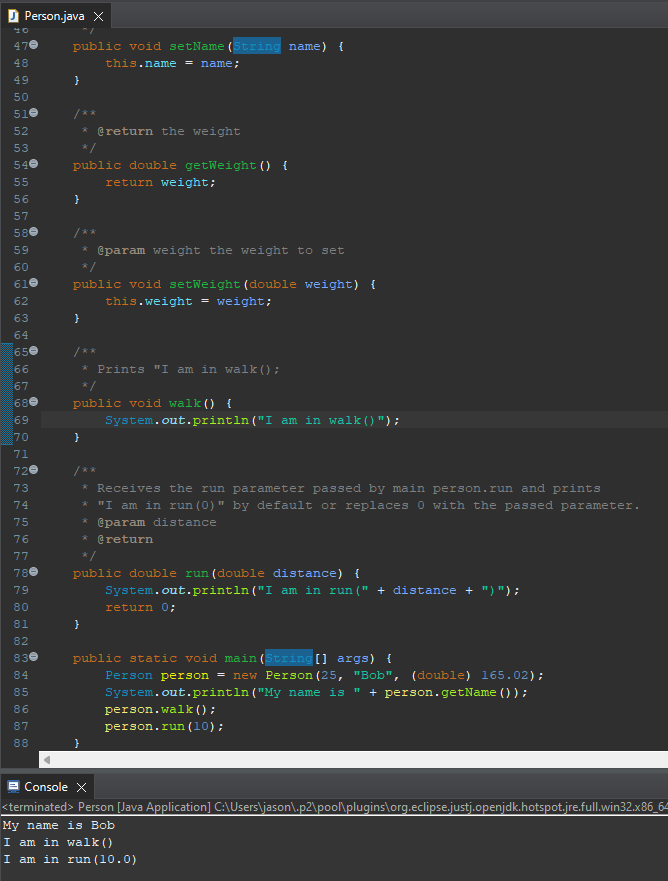 Person.java
46 */
47 public void setName(String name) {
48 this.name = name;
49 }
50
51 /**
52 * @return the weight
53 */
54 public double getWeight() {
55 return weight;
56 }
57
58 /**
59 * @param weight the weight to set
60 */
61 public void setWeight(double weight) {
62 this.weight = weight;
63 }
64
65 /**
66 * Prints "I am in walk();
67 */
68 public void walk() {
69 System.out.println("I am in walk()");
70 }
71
72 /**
73 * Receives the run parameter passed by main person.run and prints
74 * "I am in run(0)" by default or replaces 0 with the passed parameter.
75 * @param distance
76 * @return
77 */
78 public double run(double distance) {
79 System.out.println("I am in run(" + distance + ")");
80 return 0;
81 }
82
83 public static void main(String[] args) {
84 Person person = new Person(25, "Bob", (double) 165.02);
85 System.out.println("My name is " + person.getName());
86 person.walk();
87 person.run(10);
88 }
Console
<terminated> Person [Java Application] C:\Users\jason\.p2\pool\plugins\org.eclipse.justj.openjdk.hotspot.jre.full.win32.x86_64
My name is Bob
I am in walk()
I am in run(10.0)